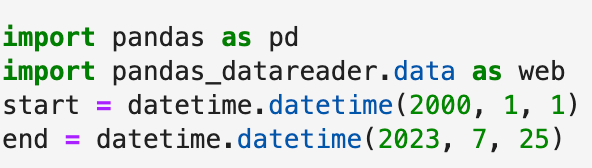 import pandas as pd
import pandas_datareader.data as web
start = datetime.datetime(2000, 1, 1)
end = datetime.datetime(2023, 7, 25)